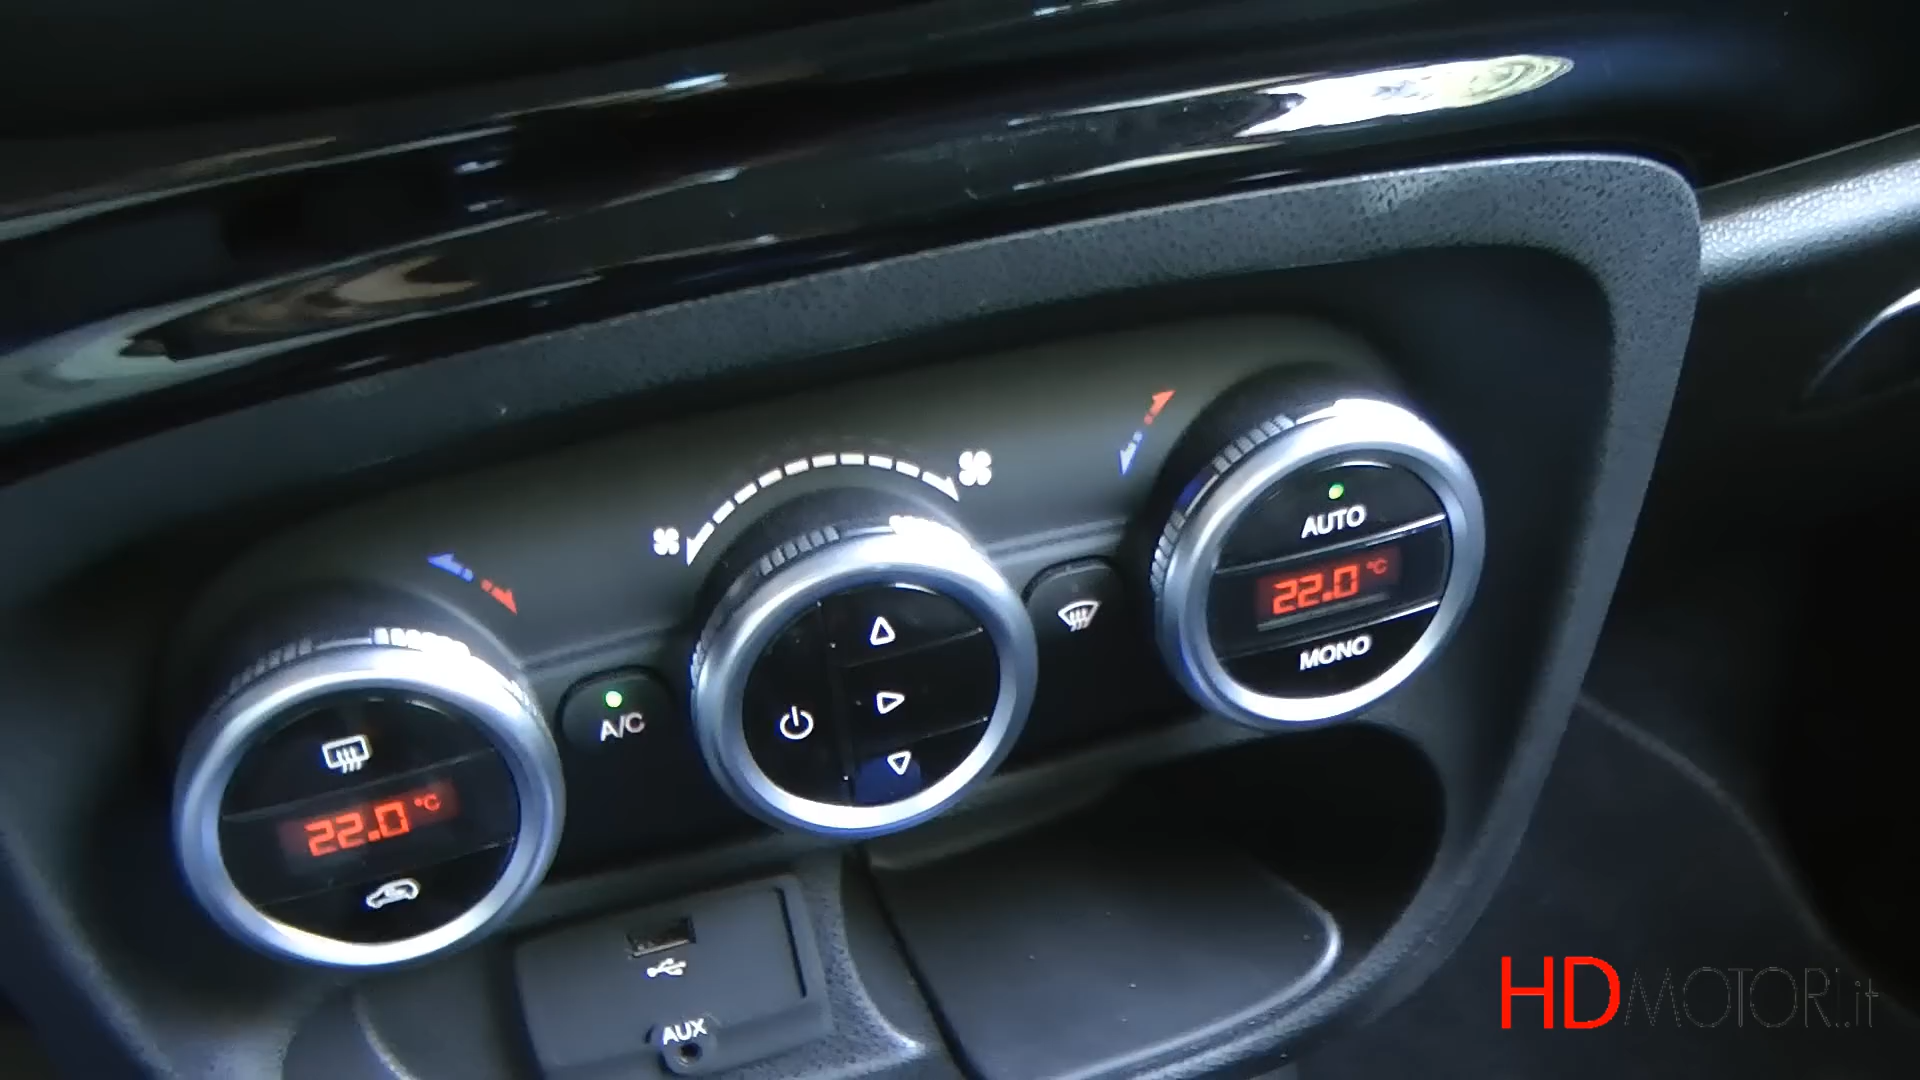 AUTO
22.0 °C
MONO
A/C
22.0 °C
AUX
HDMOTORI.it